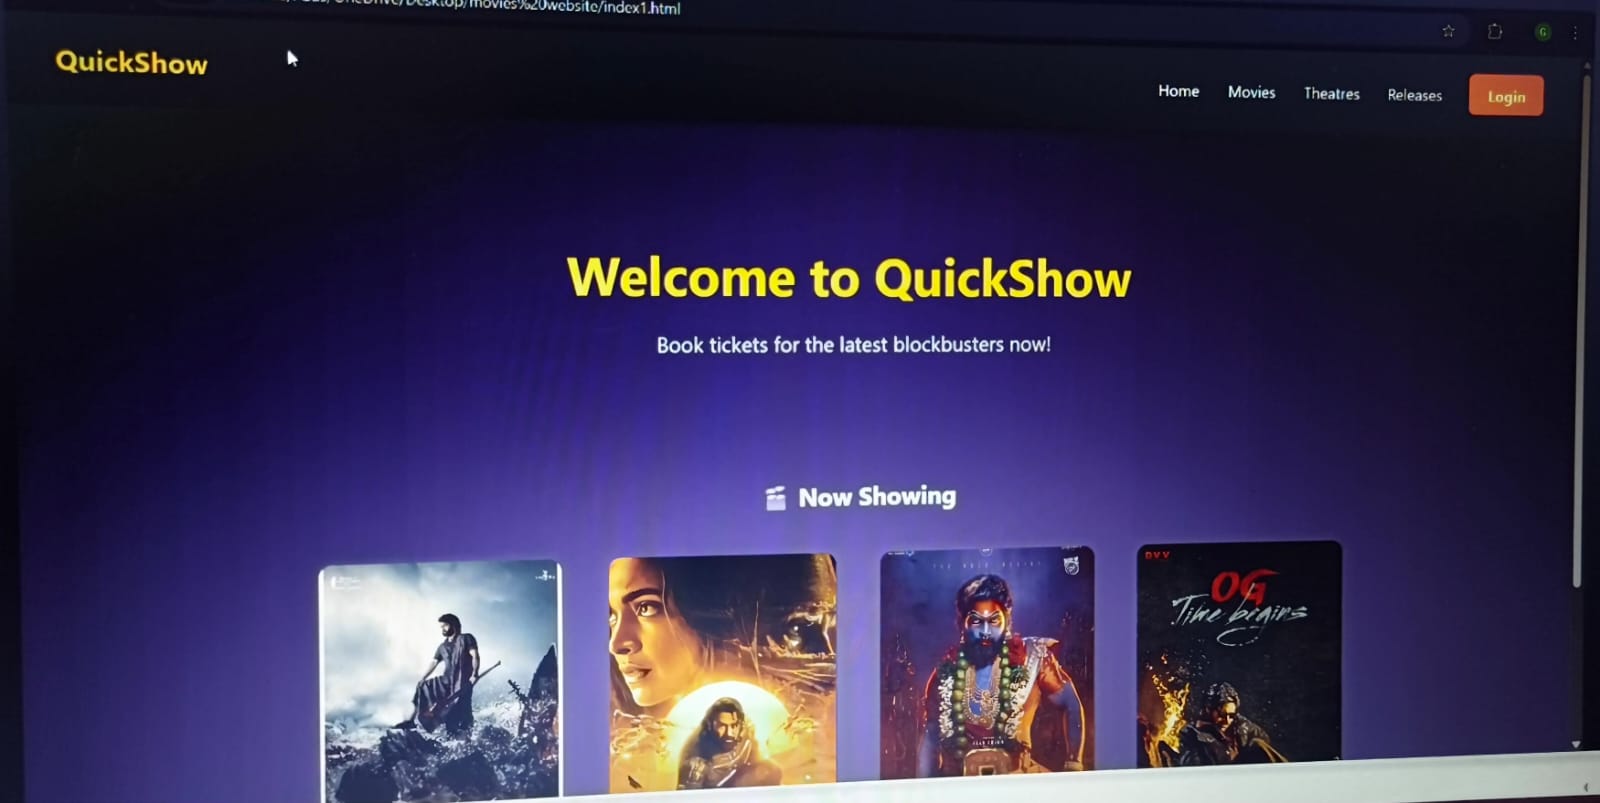 OneDrive/Desktop/movies%20website/index1.html
G
QuickShow
Home Movies Theatres Releases Login
Welcome to QuickShow
Book tickets for the latest blockbusters now!
Now Showing
DVV
OG
Time begins